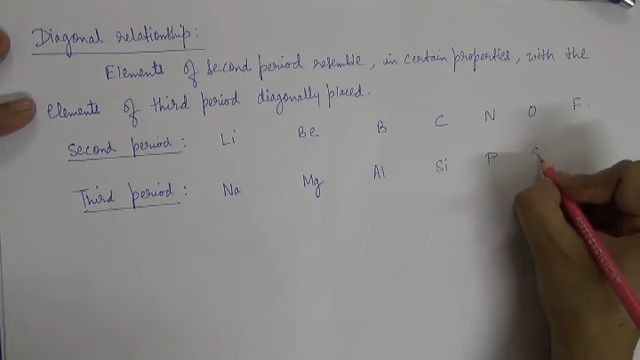 Diagonal relationship:
Elements of second period resemble, in certain properties, with the
elements of third period diagonally placed.
Second period: Li Be B C N O F.
Third period: Na Mg Al Si P S